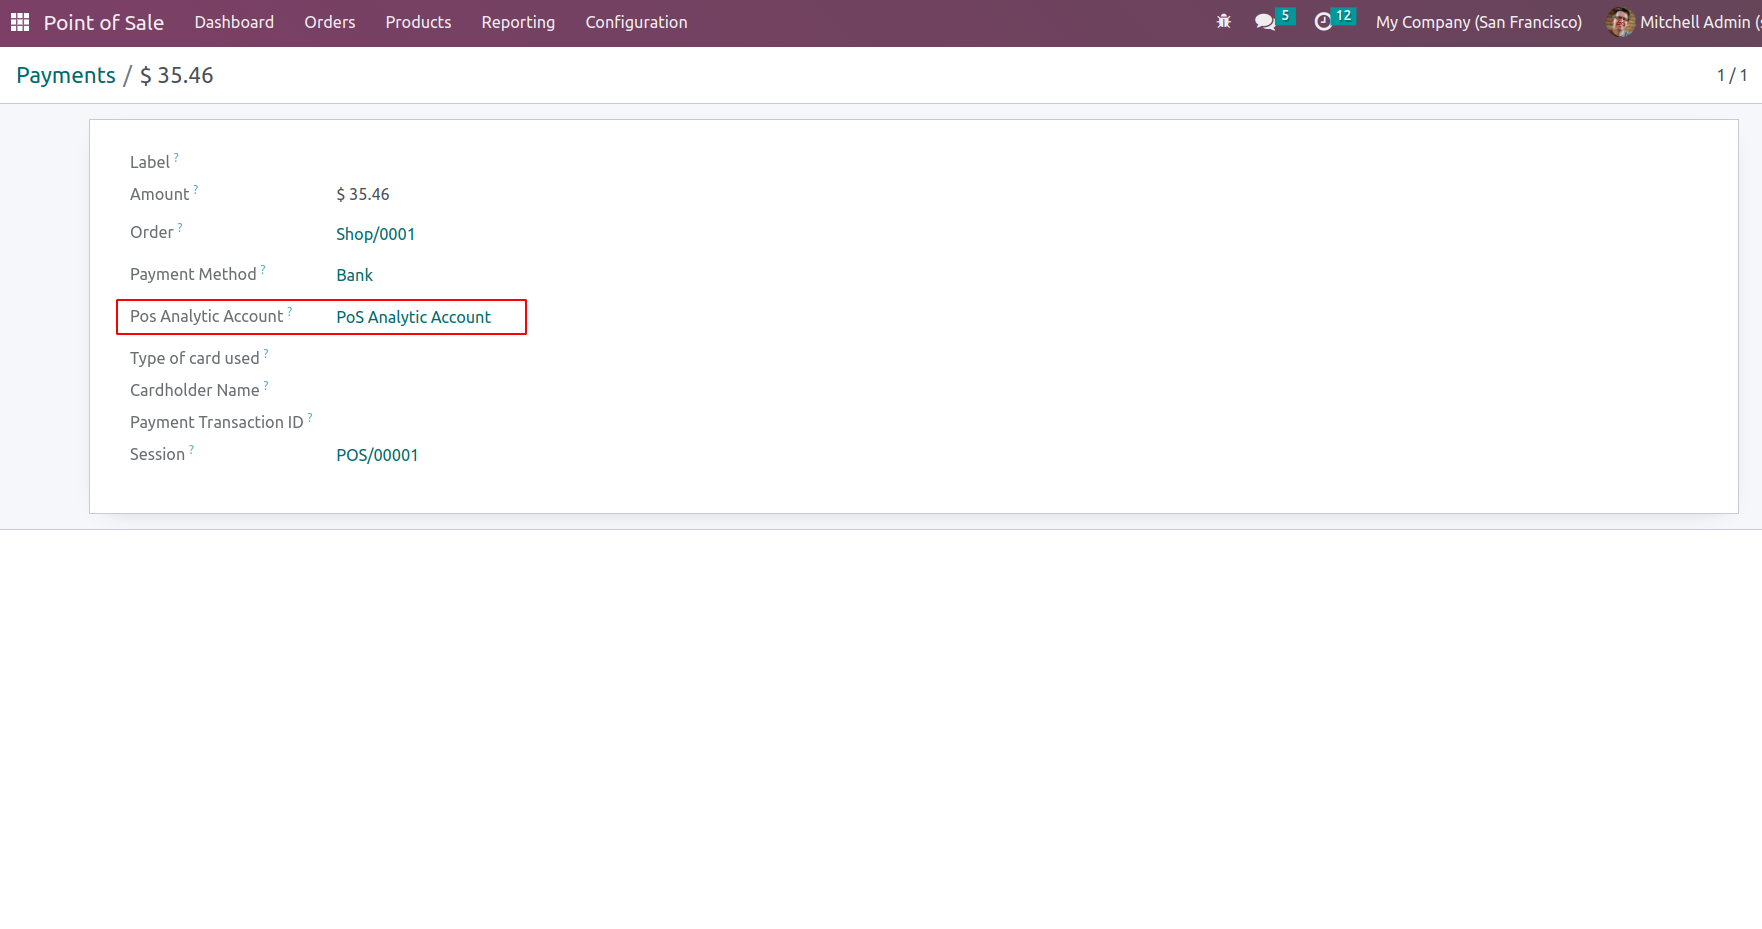 Point of Sale Dashboard Orders Products Reporting Configuration 5 12 My Company (San Francisco) Mitchell Admin (
Payments / $ 35.46 1 / 1
Label ?
Amount ? $ 35.46
Order ? Shop/0001
Payment Method ? Bank
Pos Analytic Account ? PoS Analytic Account
Type of card used ?
Cardholder Name ?
Payment Transaction ID ?
Session ? POS/00001